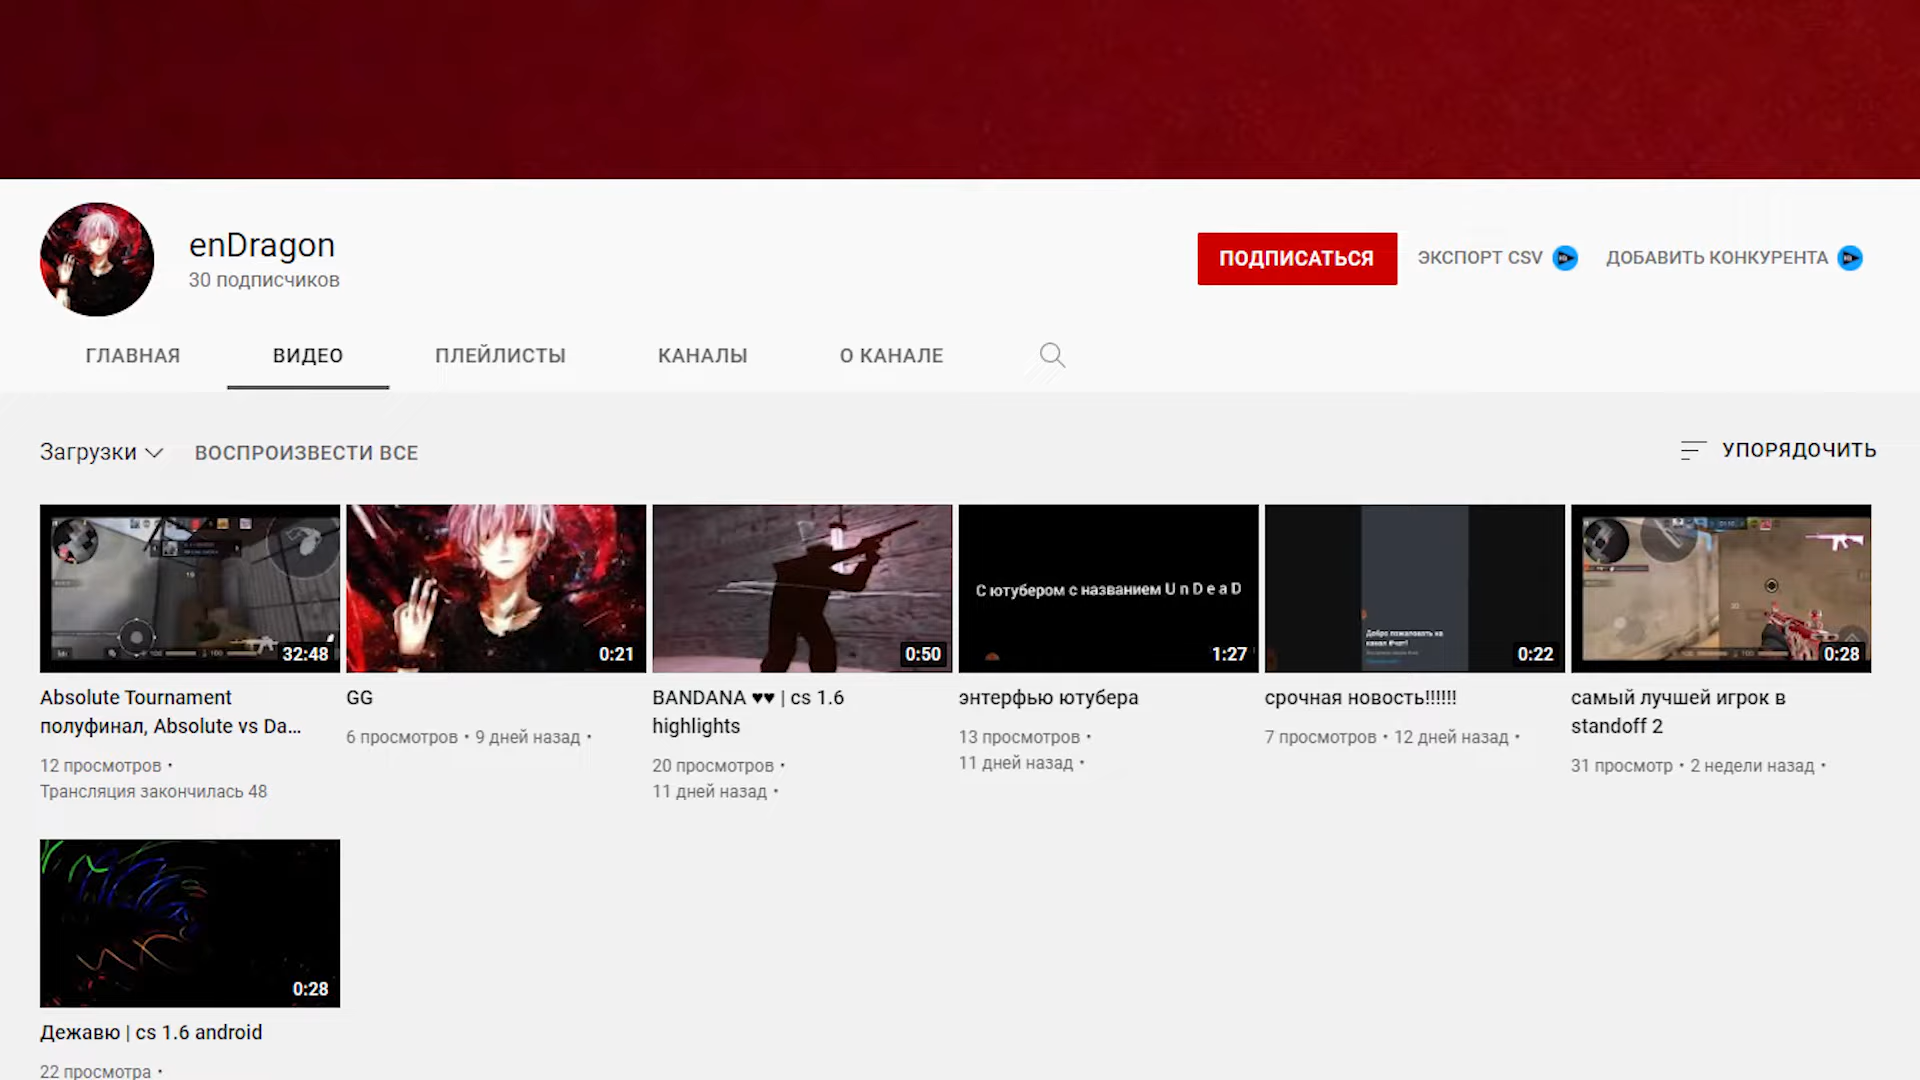 enDragon
30 подписчиков
ПОДПИСАТЬСЯ
ЭКСПОРТ CSV
ДОБАВИТЬ КОНКУРЕНТА
ГЛАВНАЯ
ВИДЕО
ПЛЕЙЛИСТЫ
КАНАЛЫ
О КАНАЛЕ
Загрузки
ВОСПРОИЗВЕСТИ ВСЕ
УПОРЯДОЧИТЬ
32:48
Absolute Tournament
полуфинал, Absolute vs Da...
12 просмотров •
Трансляция закончилась 48
0:21
GG
6 просмотров • 9 дней назад •
0:50
BANDANA ♥♥ | cs 1.6
highlights
20 просмотров •
11 дней назад •
С ютубером с названием U n D e a D
1:27
энтерфью ютубера
13 просмотров •
11 дней назад •
Добро пожаловать на
0:22
срочная новость!!!!!!
7 просмотров • 12 дней назад •
0:28
самый лучшей игрок в
standoff 2
31 просмотр • 2 недели назад •
0:28
Дежавю | cs 1.6 android
22 просмотра •